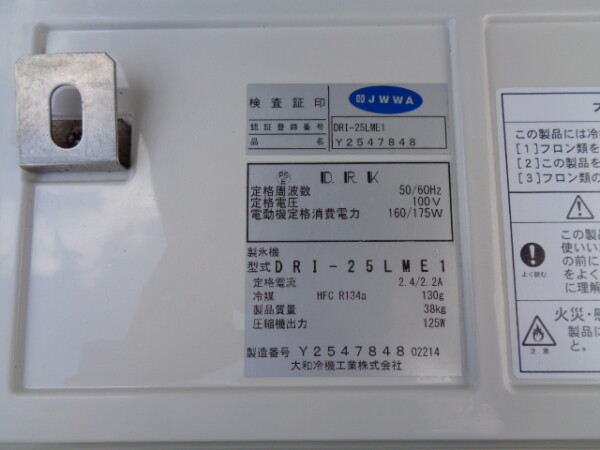 検査証印 JWWA
認証登録番号 DRI-25LME1
品名 Y2547848
PS
E D.R.K
定格周波数 50/60Hz
定格電圧 100V
電動機定格消費電力 160/175W
製氷機
型式 DRI-25LME1
定格電流 2.4/2.2A
冷媒 HFC R134a 130g
製品質量 38kg
圧縮機出力 125W
製造番号 Y2547848 02214
大和冷機工業株式会社
フ
この製品には冷
[1]フロン類を
[2]この製品を
[3]フロン類の
この製
使いい
の前に
をよく
に理解
よく読む
火災・感
製品に
と。
注意